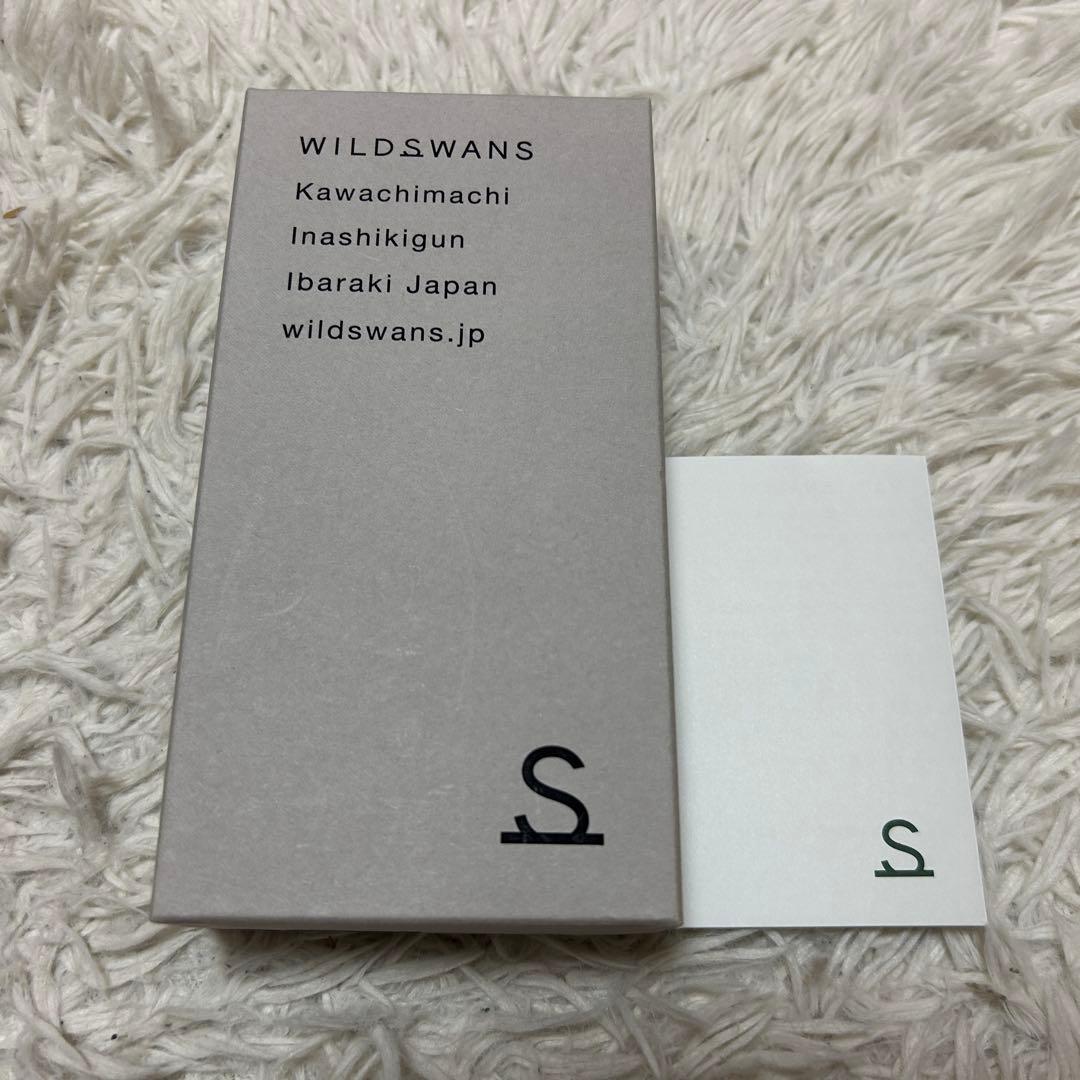 WILDSWANS
Kawachimachi
Inashikigun
Ibaraki Japan
wildswans.jp
S
S